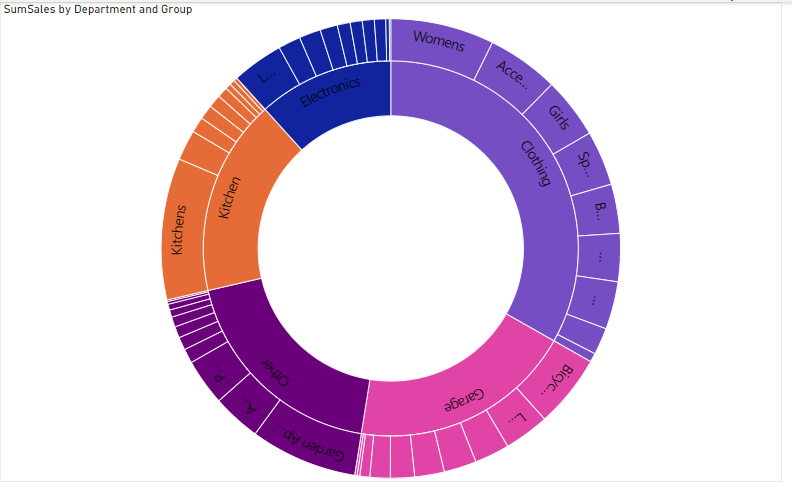 SumSales by Department and Group
Womens
Acce...
Girls
Sp...
B...
...
...
Clothing
Bicyc...
L...
Garage
Garden Ap...
A...
P...
Other
Kitchens
Kitchen
L...
Electronics